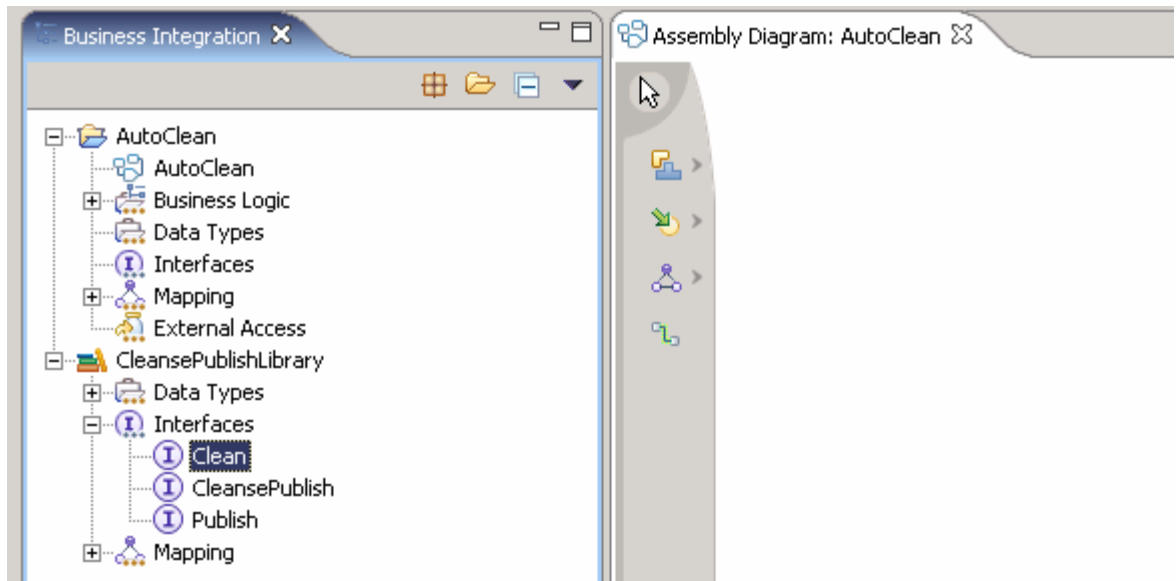 Business Integration
Assembly Diagram: AutoClean
AutoClean
AutoClean
Business Logic
Data Types
Interfaces
Mapping
External Access
CleansePublishLibrary
Data Types
Interfaces
Clean
CleansePublish
Publish
Mapping